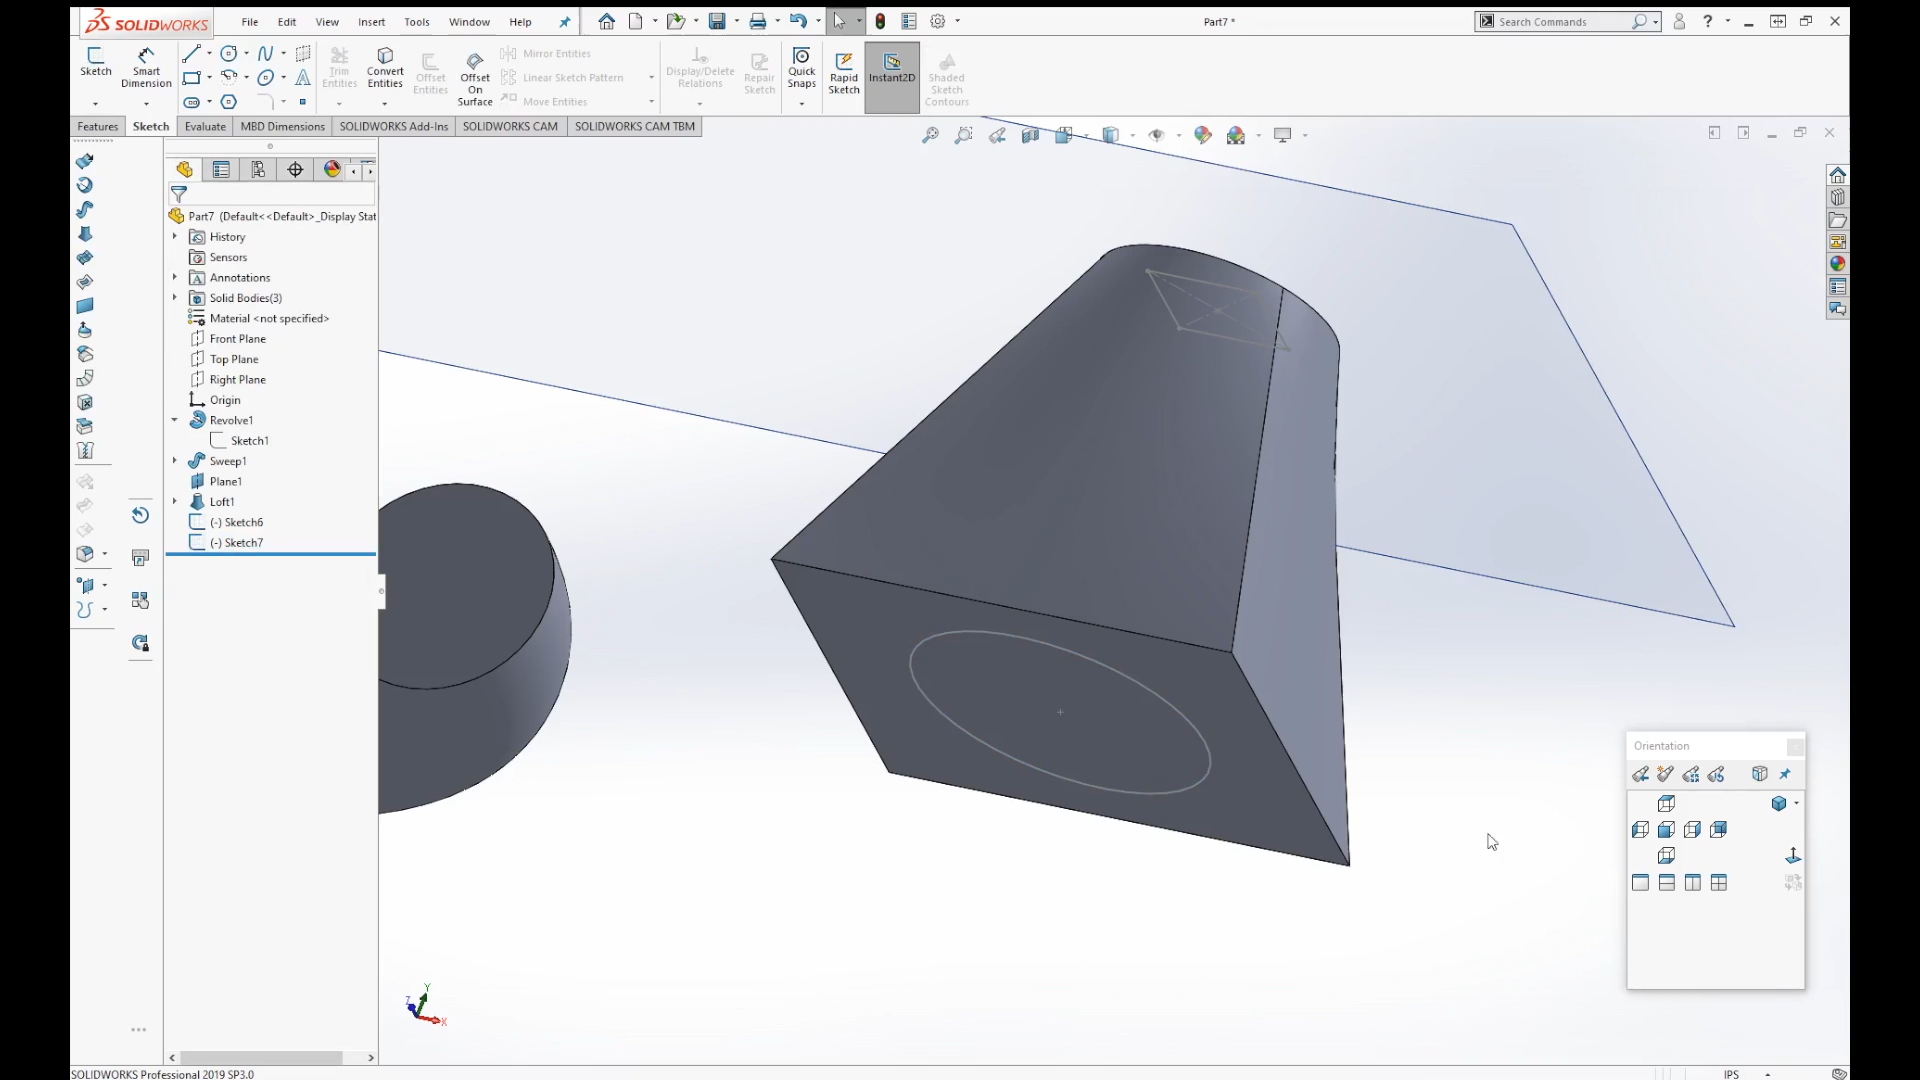 SOLIDWORKS File Edit View Insert Tools Window Help Part7 * Search Commands
Sketch Smart Dimension Trim Entities Convert Entities Offset Entities Offset On Surface Mirror Entities Linear Sketch Pattern Move Entities Display/Delete Relations Repair Sketch Quick Snaps Rapid Sketch Instant2D Shaded Sketch Contours
Features Sketch Evaluate MBD Dimensions SOLIDWORKS Add-Ins SOLIDWORKS CAM SOLIDWORKS CAM TBM
Part7 (Default<<Default>_Display Stat
History
Sensors
Annotations
Solid Bodies(3)
Material <not specified>
Front Plane
Top Plane
Right Plane
Origin
Revolve1
Sketch1
Sweep1
Plane1
Loft1
(-) Sketch6
(-) Sketch7
Orientation
Y
Z
X
SOLIDWORKS Professional 2019 SP3.0 IPS